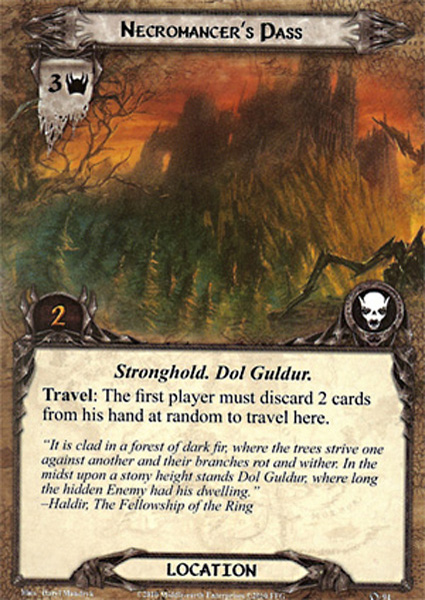 NECROMANCER'S PASS
3
2
Stronghold. Dol Guldur.
Travel: The first player must discard 2 cards
from his hand at random to travel here.
"It is clad in a forest of dark fir, where the trees strive one
against another and their branches rot and wither. In the
midst upon a stony height stands Dol Guldur, where long
the hidden Enemy had his dwelling."
–Haldir, The Fellowship of the Ring
LOCATION
Middle-earth Enterprises